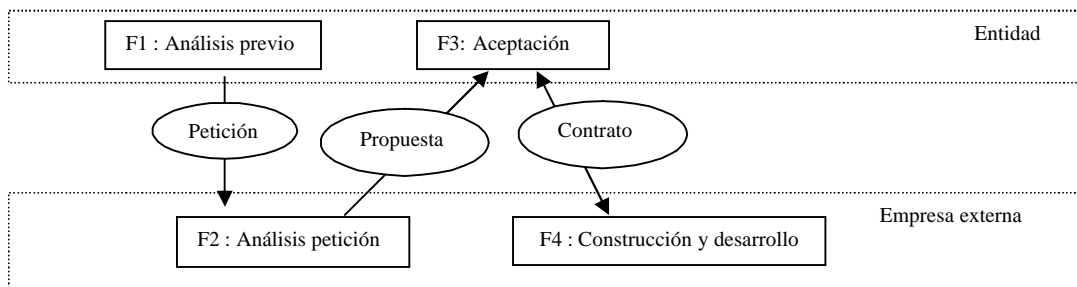 F1 : Análisis previo
F3: Aceptación
Entidad
Petición
Propuesta
Contrato
Empresa externa
F2 : Análisis petición
F4 : Construcción y desarrollo